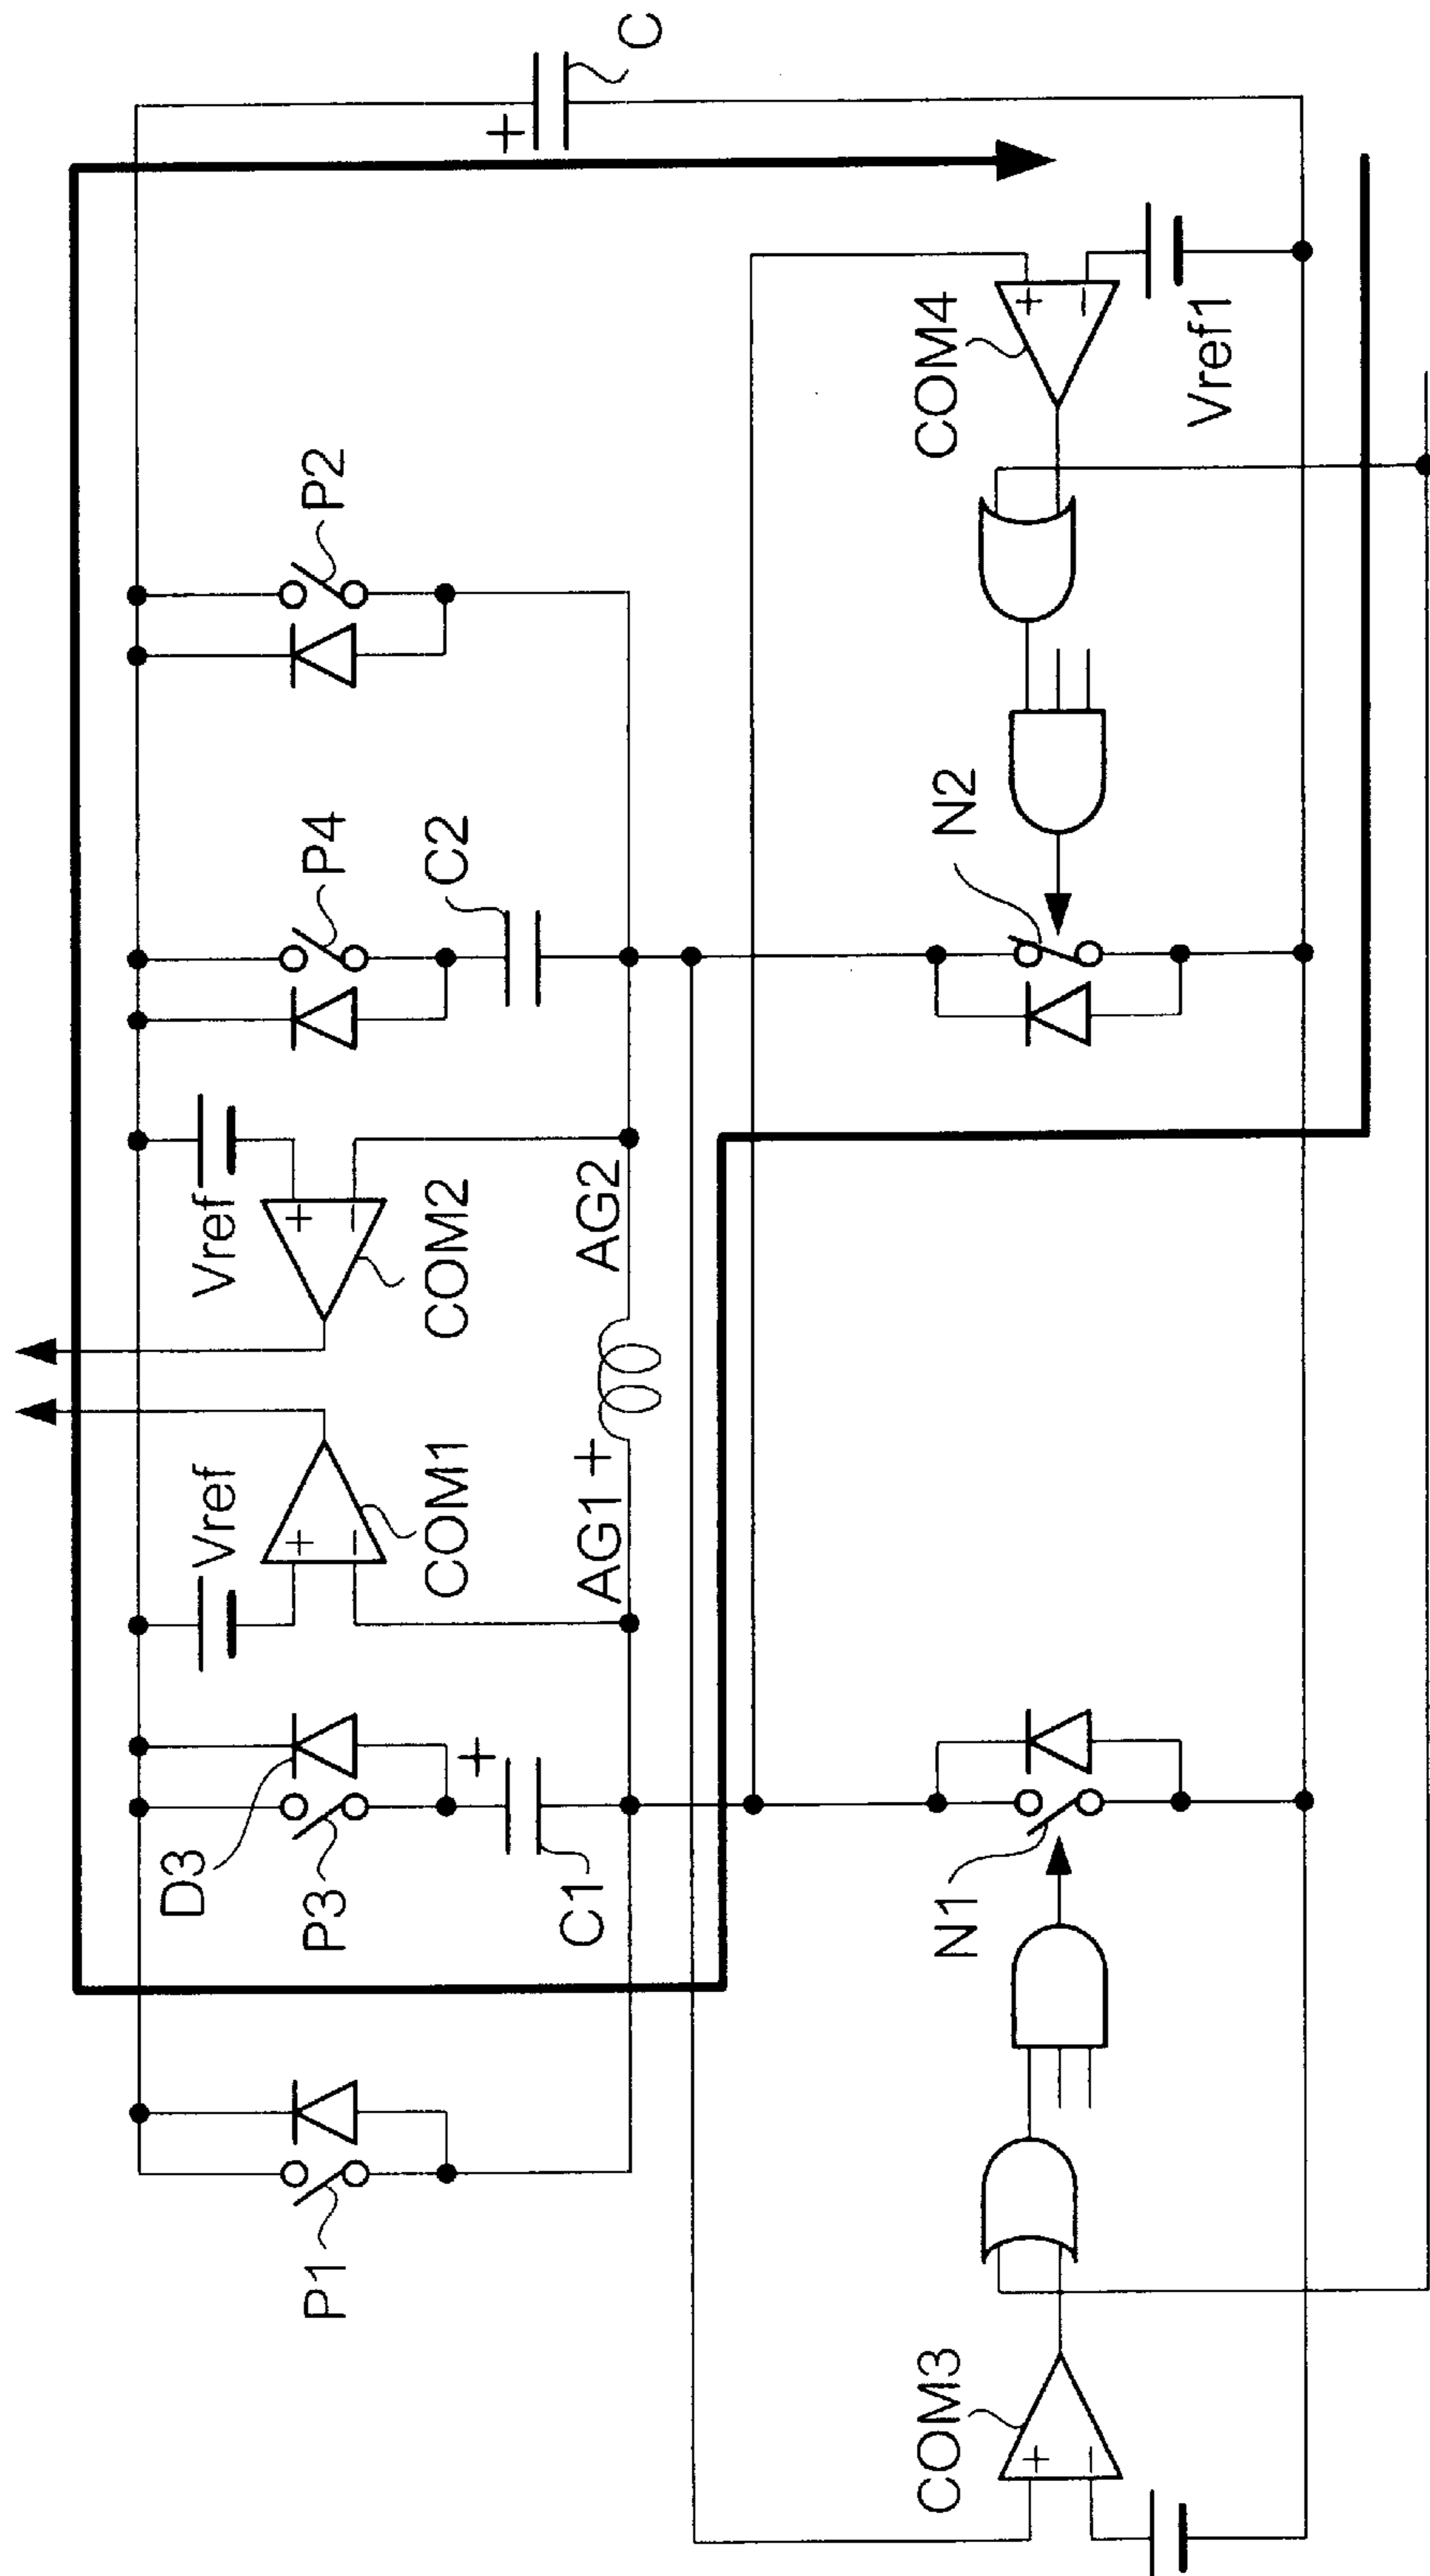 +
C
P2
P4
C2
Vref
+
−
COM2
AG2
Vref
+
−
COM1
AG1 +
D3
P3
+
C1
P1
COM4
+
−
Vref1
N2
N1
COM3
+
−